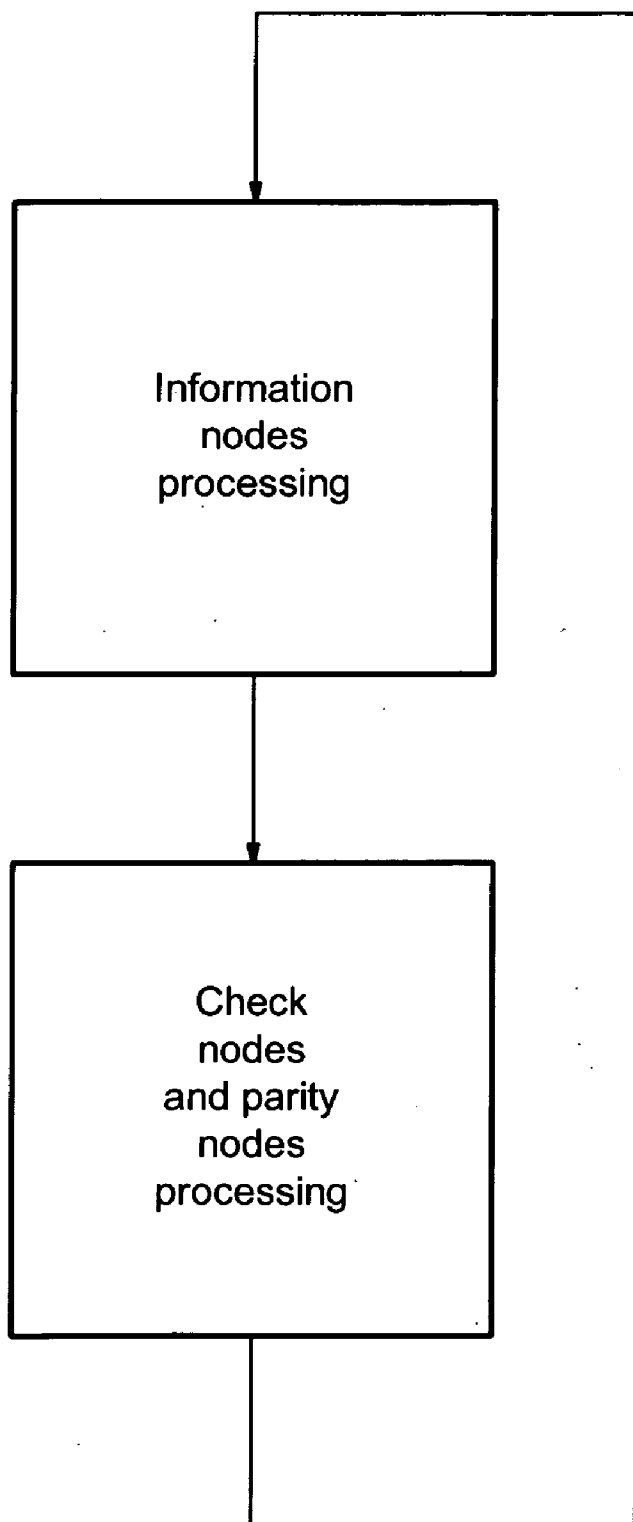 Information
nodes
processing
Check
nodes
and parity
nodes
processing